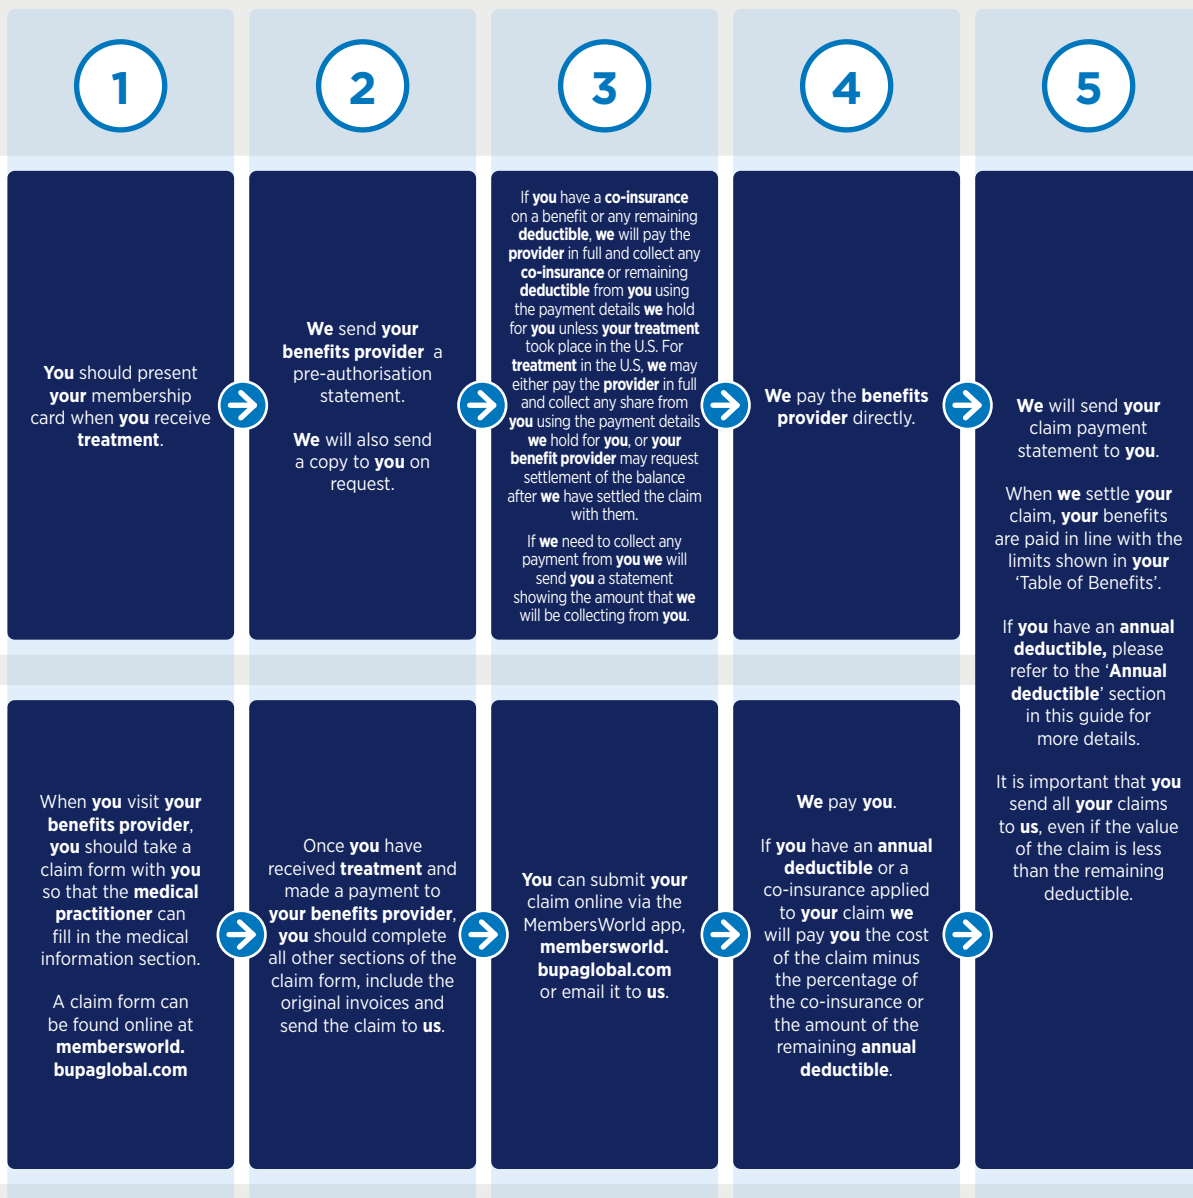 1
2
3
4
5
You should present
your membership
card when you receive
treatment.
We send your
benefits provider a
pre-authorisation
statement.
We will also send
a copy to you on
request.
If you have a co-insurance
on a benefit or any remaining
deductible, we will pay the
provider in full and collect any
co-insurance or remaining
deductible from you using
the payment details we hold
for you unless your treatment
took place in the U.S. For
treatment in the U.S, we may
either pay the provider in full
and collect any share from
you using the payment details
we hold for you, or your
benefit provider may request
settlement of the balance
after we have settled the claim
with them.
If we need to collect any
payment from you we will
send you a statement
showing the amount that we
will be collecting from you.
We pay the benefits
provider directly.
We will send your
claim payment
statement to you.
When we settle your
claim, your benefits
are paid in line with the
limits shown in your
‘Table of Benefits’.
If you have an annual
deductible, please
refer to the ‘Annual
deductible’ section
in this guide for
more details.
It is important that you
send all your claims
to us, even if the value
of the claim is less
than the remaining
deductible.
When you visit your
benefits provider,
you should take a
claim form with you
so that the medical
practitioner can
fill in the medical
information section.
A claim form can
be found online at
membersworld.
bupaglobal.com
Once you have
received treatment and
made a payment to
your benefits provider,
you should complete
all other sections of the
claim form, include the
original invoices and
send the claim to us.
You can submit your
claim online via the
MembersWorld app,
membersworld.
bupaglobal.com
or email it to us.
We pay you.
If you have an annual
deductible or a
co-insurance applied
to your claim we
will pay you the cost
of the claim minus
the percentage of
the co-insurance or
the amount of the
remaining annual
deductible.